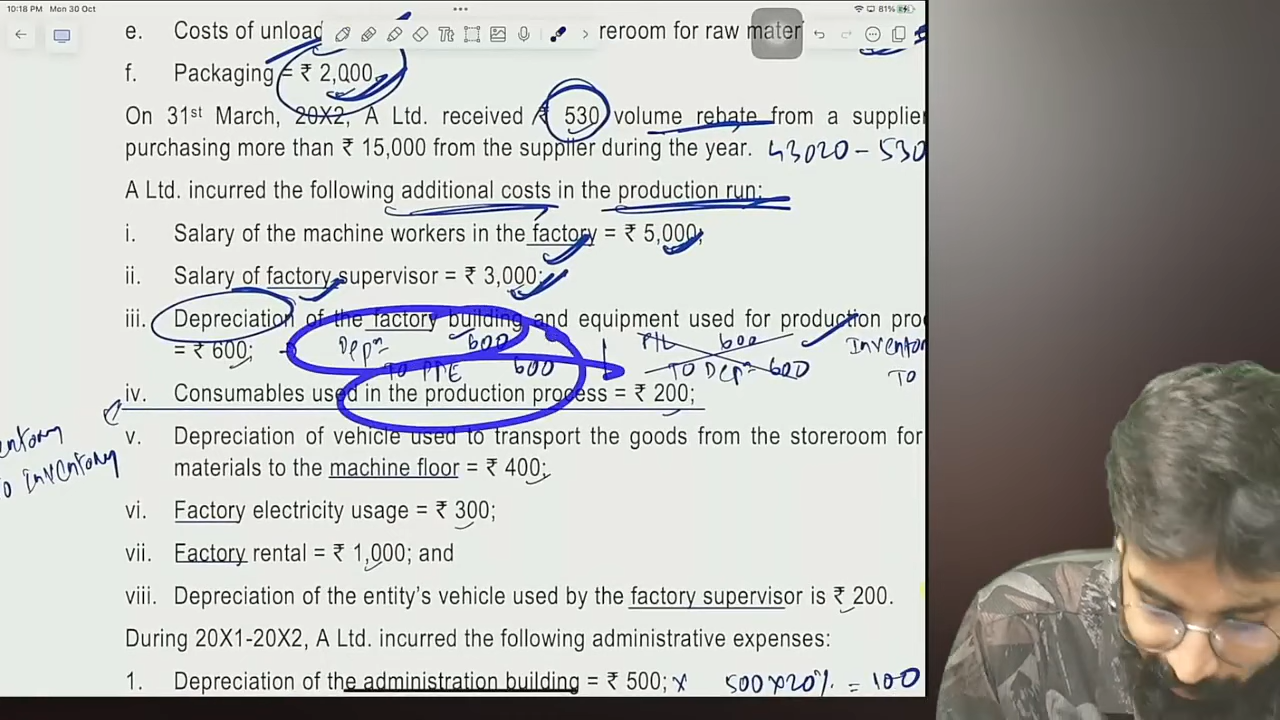 10:18 PM Mon 30 Oct
81%
e. Costs of unload reroom for raw mater
f. Packaging = ₹ 2,000
On 31st March, 20X2, A Ltd. received ₹ 530 volume rebate from a supplier
purchasing more than ₹ 15,000 from the supplier during the year. 43020 - 530
A Ltd. incurred the following additional costs in the production run:
i. Salary of the machine workers in the factory = ₹ 5,000;
ii. Salary of factory supervisor = ₹ 3,000;
iii. Depreciation of the factory building and equipment used for production pro
= ₹ 600; Depn 600 P/L 600 Inventor
To PPE 600 To Depn 600 To
iv. Consumables used in the production process = ₹ 200;
entory
To Inventory
v. Depreciation of vehicle used to transport the goods from the storeroom for
materials to the machine floor = ₹ 400;
vi. Factory electricity usage = ₹ 300;
vii. Factory rental = ₹ 1,000; and
viii. Depreciation of the entity's vehicle used by the factory supervisor is ₹ 200.
During 20X1-20X2, A Ltd. incurred the following administrative expenses:
1. Depreciation of the administration building = ₹ 500; x 500x20% = 100